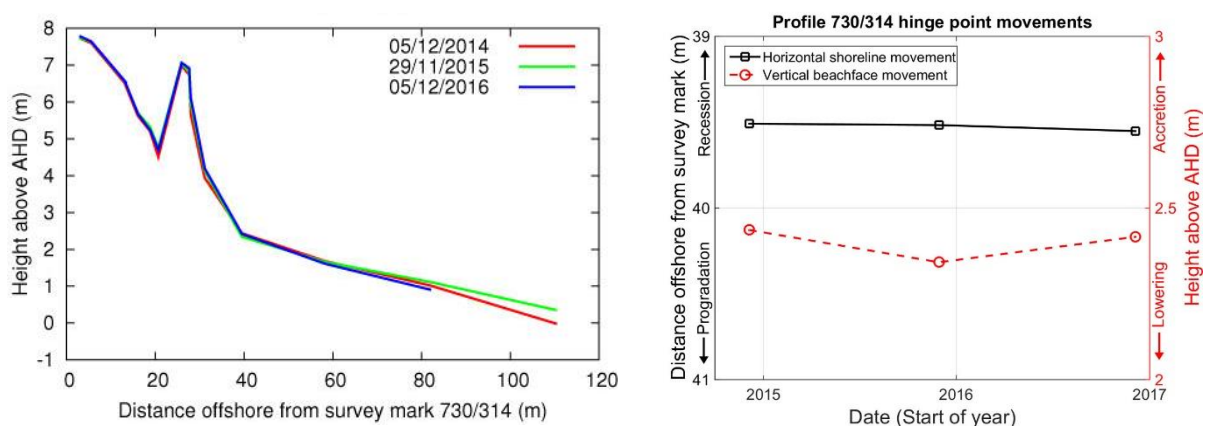 8
7
6
5
4
3
2
1
0
-1
Height above AHD (m)
05/12/2014
29/11/2015
05/12/2016
0
20
40
60
80
100
120
Distance offshore from survey mark 730/314 (m)
Profile 730/314 hinge point movements
Horizontal shoreline movement
Vertical beachface movement
39
40
41
Distance offshore from survey mark (m)
Recession
Progradation
2015
2016
2017
Date (Start of year)
3
2.5
2
Accretion
Lowering
Height above AHD (m)